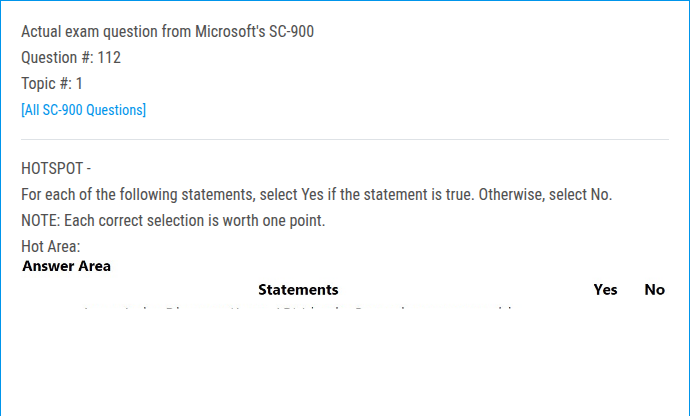 Actual exam question from Microsoft's SC-900
Question #: 112
Topic #: 1
[All SC-900 Questions]
HOTSPOT -
For each of the following statements, select Yes if the statement is true. Otherwise, select No.
NOTE: Each correct selection is worth one point.
Hot Area:
Answer Area
Statements Yes No